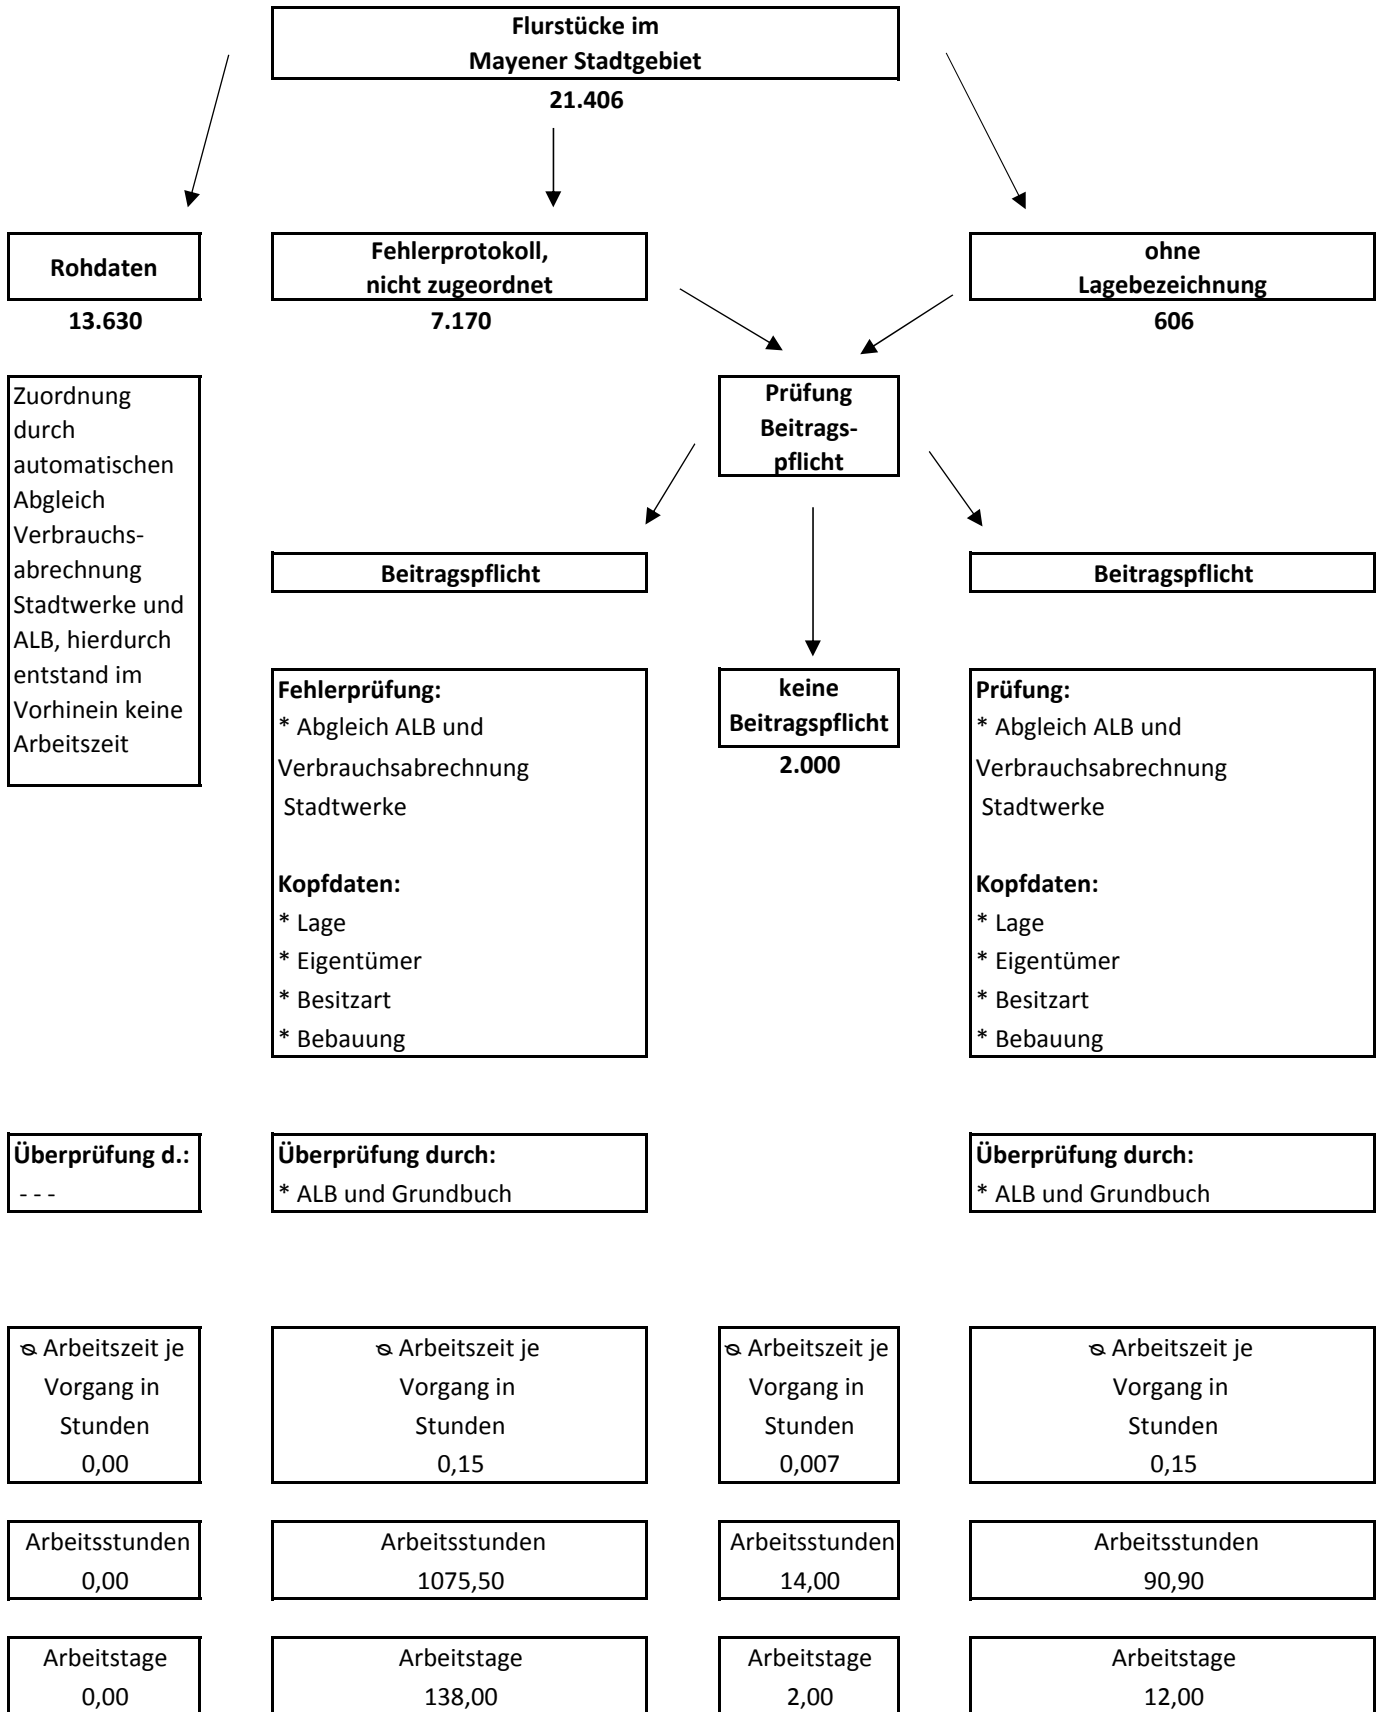 Flurstücke im
Mayener Stadtgebiet
21.406
Rohdaten
13.630
Fehlerprotokoll,
nicht zugeordnet
7.170
ohne
Lagebezeichnung
606
Zuordnung
durch
automatischen
Abgleich
Verbrauchs-
abrechnung
Stadtwerke und
ALB, hierdurch
entstand im
Vorhinein keine
Arbeitszeit
Prüfung
Beitrags-
pflicht
Beitragspflicht
Beitragspflicht
Fehlerprüfung:
* Abgleich ALB und
Verbrauchsabrechnung
Stadtwerke
Kopfdaten:
* Lage
* Eigentümer
* Besitzart
* Bebauung
keine
Beitragspflicht
2.000
Prüfung:
* Abgleich ALB und
Verbrauchsabrechnung
Stadtwerke
Kopfdaten:
* Lage
* Eigentümer
* Besitzart
* Bebauung
Überprüfung d.:
- - -
Überprüfung durch:
* ALB und Grundbuch
Überprüfung durch:
* ALB und Grundbuch
ᴓ Arbeitszeit je
Vorgang in
Stunden
0,00
ᴓ Arbeitszeit je
Vorgang in
Stunden
0,15
ᴓ Arbeitszeit je
Vorgang in
Stunden
0,007
ᴓ Arbeitszeit je
Vorgang in
Stunden
0,15
Arbeitsstunden
0,00
Arbeitsstunden
1075,50
Arbeitsstunden
14,00
Arbeitsstunden
90,90
Arbeitstage
0,00
Arbeitstage
138,00
Arbeitstage
2,00
Arbeitstage
12,00